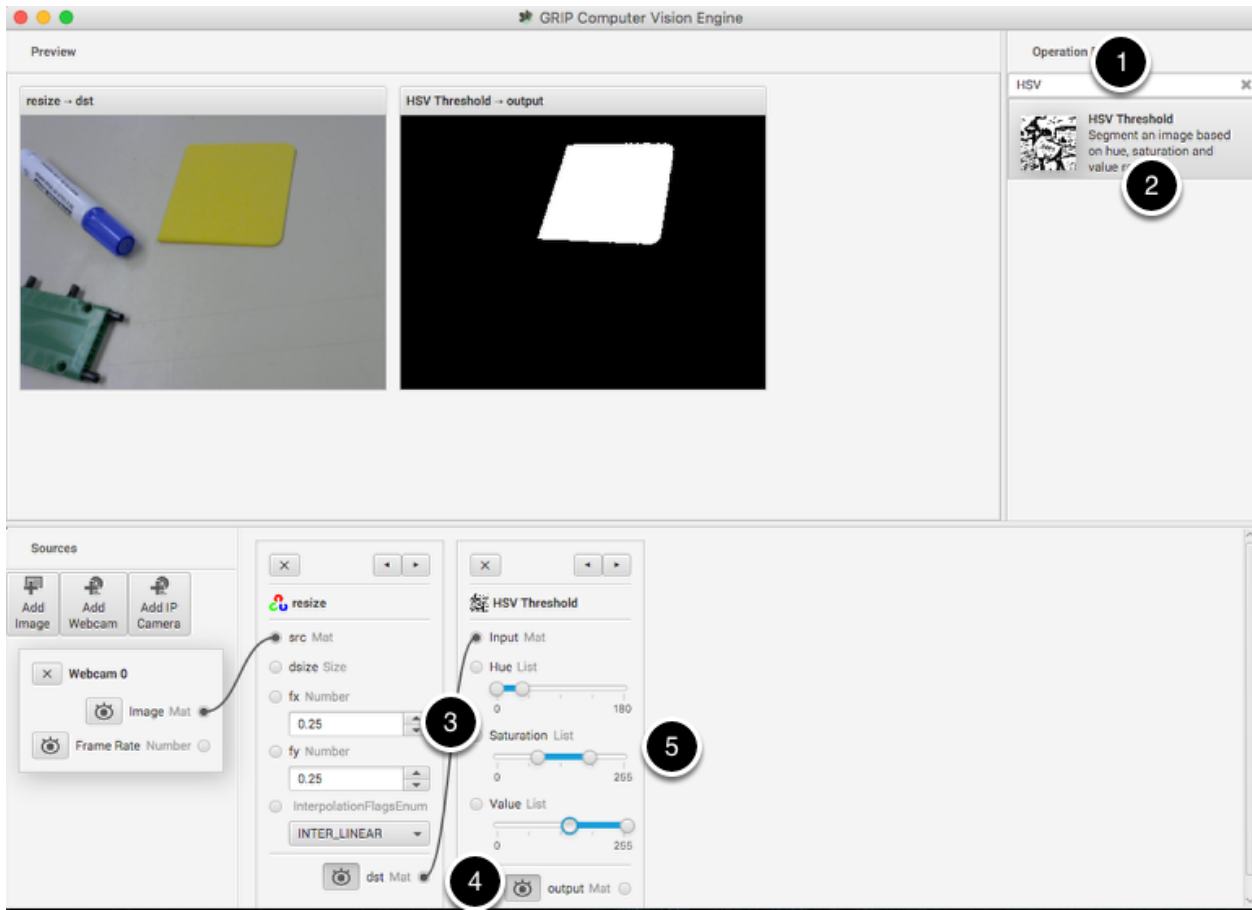 GRIP Computer Vision Engine
Preview
Operation
1
HSV
resize → dst
HSV Threshold → output
HSV Threshold
Segment an image based
on hue, saturation and
value
2
Sources
Add
Image
Add
Webcam
Add IP
Camera
Webcam 0
Image Mat
Frame Rate Number
resize
src Mat
dsize Size
fx Number
0.25
3
fy Number
0.25
InterpolationFlagsEnum
INTER_LINEAR
dst Mat
4
HSV Threshold
Input Mat
Hue List
0 180
Saturation List
5
0 255
Value List
0 255
output Mat